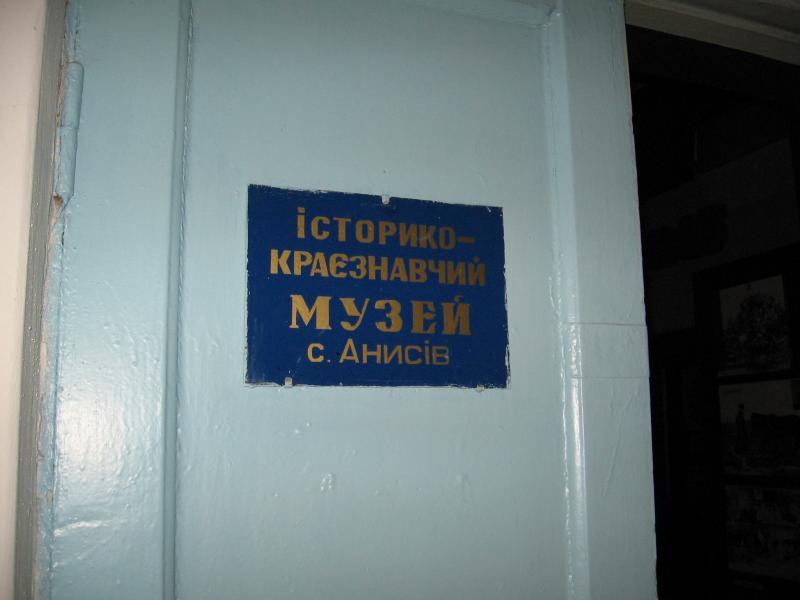 історико-
краєзнавчий
музей
с. Анисів